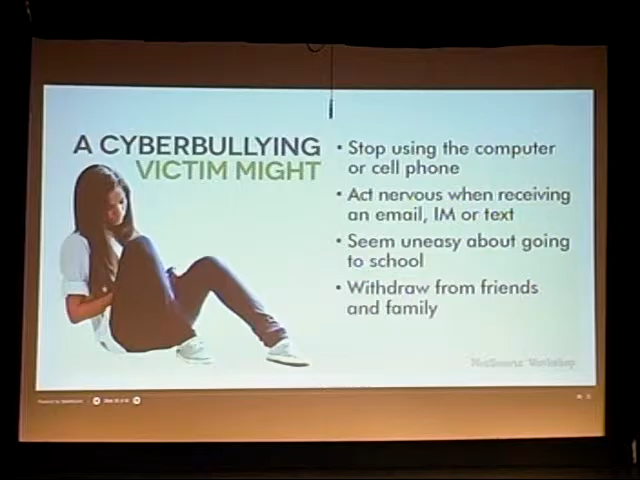 A CYBERBULLYING
VICTIM MIGHT
• Stop using the computer
or cell phone
• Act nervous when receiving
an email, IM or text
• Seem uneasy about going
to school
• Withdraw from friends
and family
Workshop